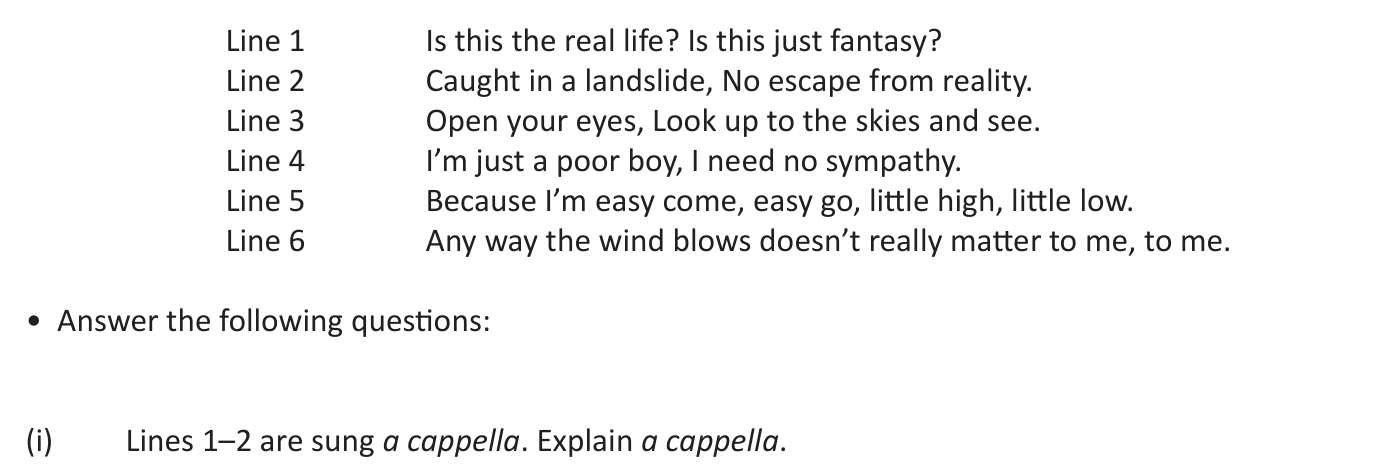 Line 1 Is this the real life? Is this just fantasy?
Line 2 Caught in a landslide, No escape from reality.
Line 3 Open your eyes, Look up to the skies and see.
Line 4 I’m just a poor boy, I need no sympathy.
Line 5 Because I’m easy come, easy go, little high, little low.
Line 6 Any way the wind blows doesn’t really matter to me, to me.
• Answer the following questions:
(i) Lines 1–2 are sung a cappella. Explain a cappella.